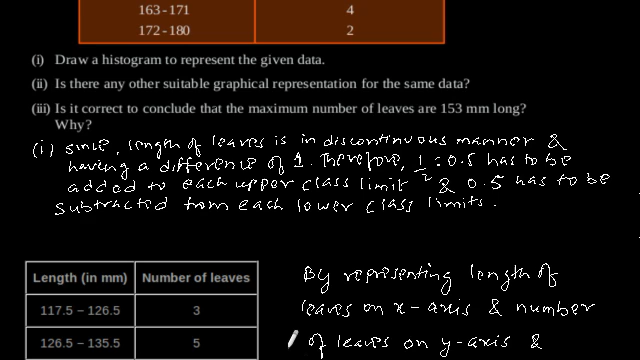 163-171 4
172-180 2
(i) Draw a histogram to represent the given data.
(ii) Is there any other suitable graphical representation for the same data?
(iii) Is it correct to conclude that the maximum number of leaves are 153 mm long?
Why?
(i) Since, length of leaves is in discontinuous manner &
having a difference of 1. Therefore, 1/2 = 0.5 has to be
added to each upper class limit & 0.5 has to be
subtracted from each lower class limits.
Length (in mm) Number of leaves
117.5 – 126.5 3
126.5 – 135.5 5
By representing length of
leaves on x-axis & number
of leaves on y-axis &